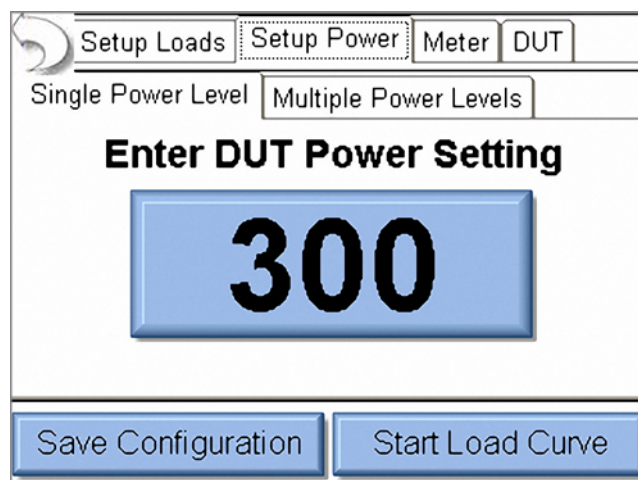 Setup Loads Setup Power Meter DUT
Single Power Level Multiple Power Levels
Enter DUT Power Setting
300
Save Configuration Start Load Curve